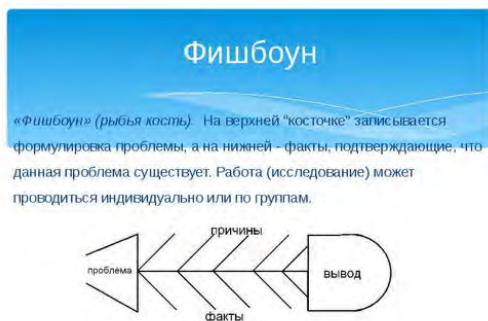 Фишбоун
«Фишбоун» (рыбья кость). На верхней "косточке" записывается
формулировка проблемы, а на нижней - факты, подтверждающие, что
данная проблема существует. Работа (исследование) может
проводиться индивидуально или по группам.
причины
проблема
вывод
факты